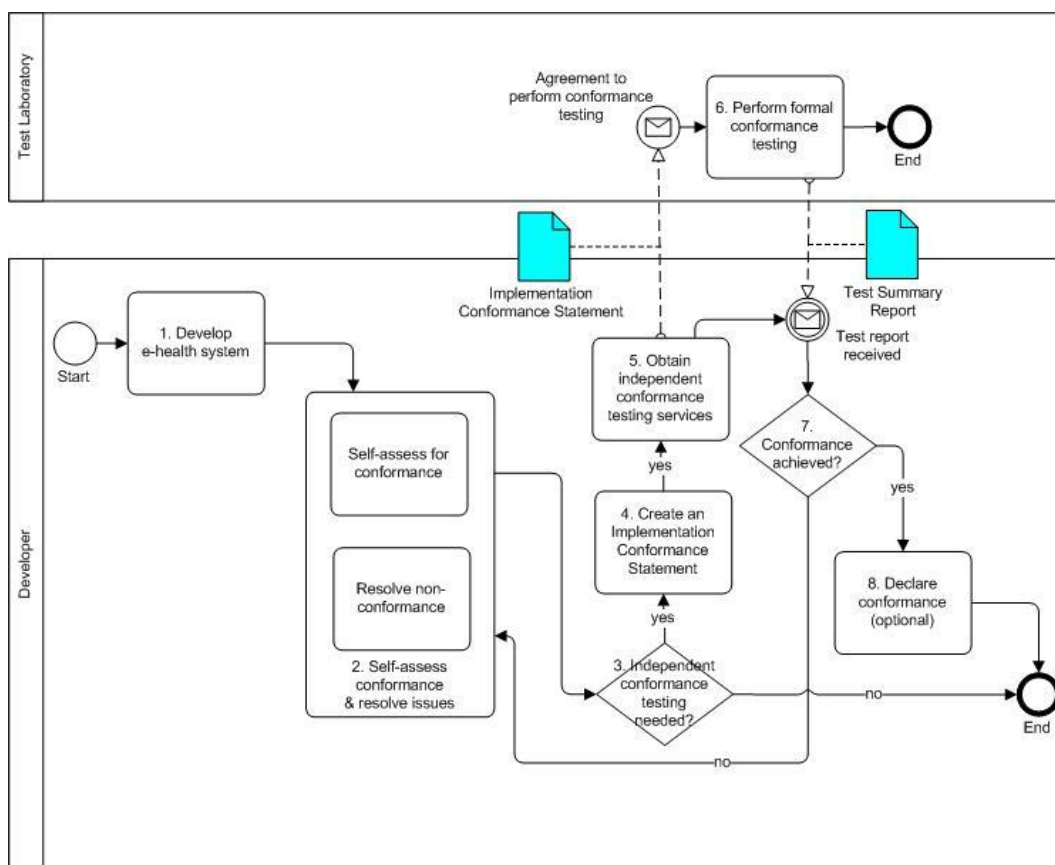 Test Laboratory
Agreement to
perform conformance
testing
6. Perform formal
conformance
testing
End
Implementation
Conformance Statement
Test Summary
Report
Developer
Start
1. Develop
e-health system
Self-assess for
conformance
Resolve non-
conformance
2. Self-assess
conformance
& resolve issues
3. Independent
conformance
testing
needed?
yes
4. Create an
Implementation
Conformance
Statement
yes
5. Obtain
independent
conformance
testing services
Test report
received
7.
Conformance
achieved?
yes
8. Declare
conformance
(optional)
no
no
End